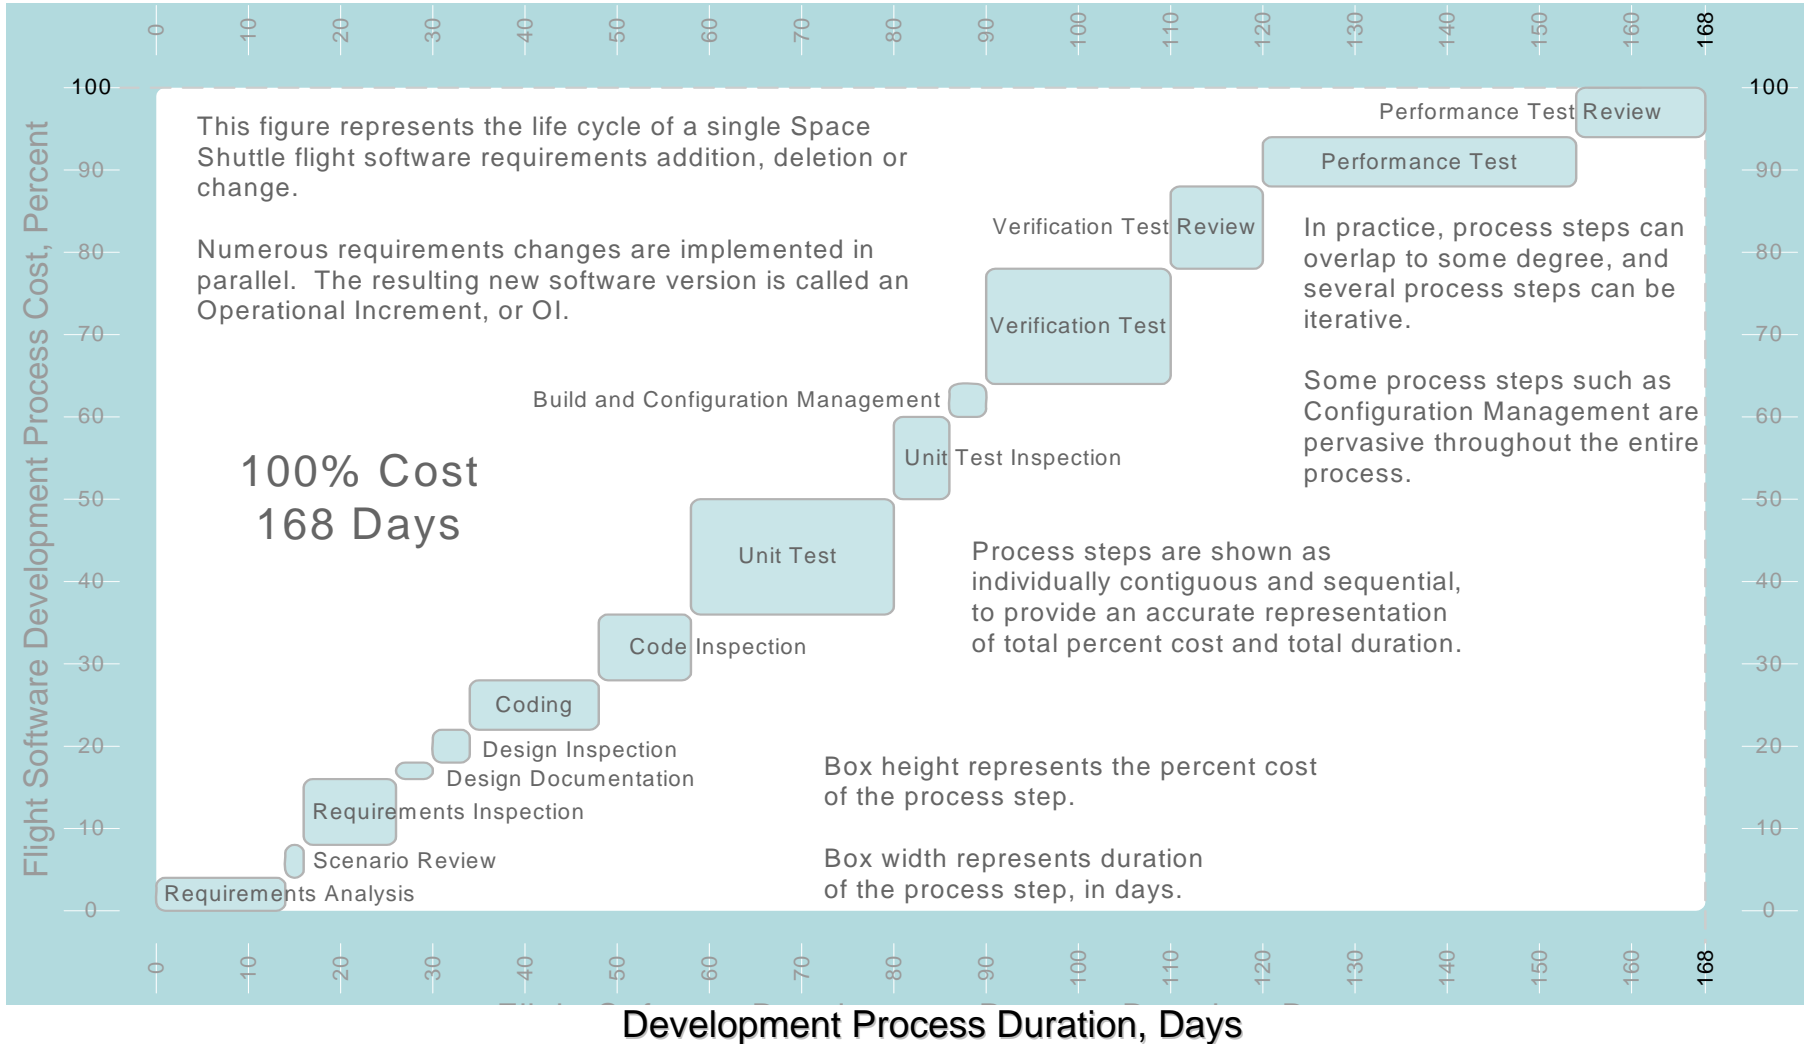 0 10 20 30 40 50 60 70 80 90 100 110 120 130 140 150 160 168
Flight Software Development Process Cost, Percent
100
90
80
70
60
50
40
30
20
10
0
This figure represents the life cycle of a single Space
Shuttle flight software requirements addition, deletion or
change.
Numerous requirements changes are implemented in
parallel. The resulting new software version is called an
Operational Increment, or OI.
100% Cost
168 Days
Performance Test Review
Performance Test
Verification Test Review
Verification Test
Build and Configuration Management
Unit Test Inspection
Unit Test
Code Inspection
Coding
Design Inspection
Design Documentation
Requirements Inspection
Scenario Review
Requirements Analysis
In practice, process steps can
overlap to some degree, and
several process steps can be
iterative.
Some process steps such as
Configuration Management are
pervasive throughout the entire
process.
Process steps are shown as
individually contiguous and sequential,
to provide an accurate representation
of total percent cost and total duration.
Box height represents the percent cost
of the process step.
Box width represents duration
of the process step, in days.
100
90
80
70
60
50
40
30
20
10
0
0 10 20 30 40 50 60 70 80 90 100 110 120 130 140 150 160 168
Development Process Duration, Days